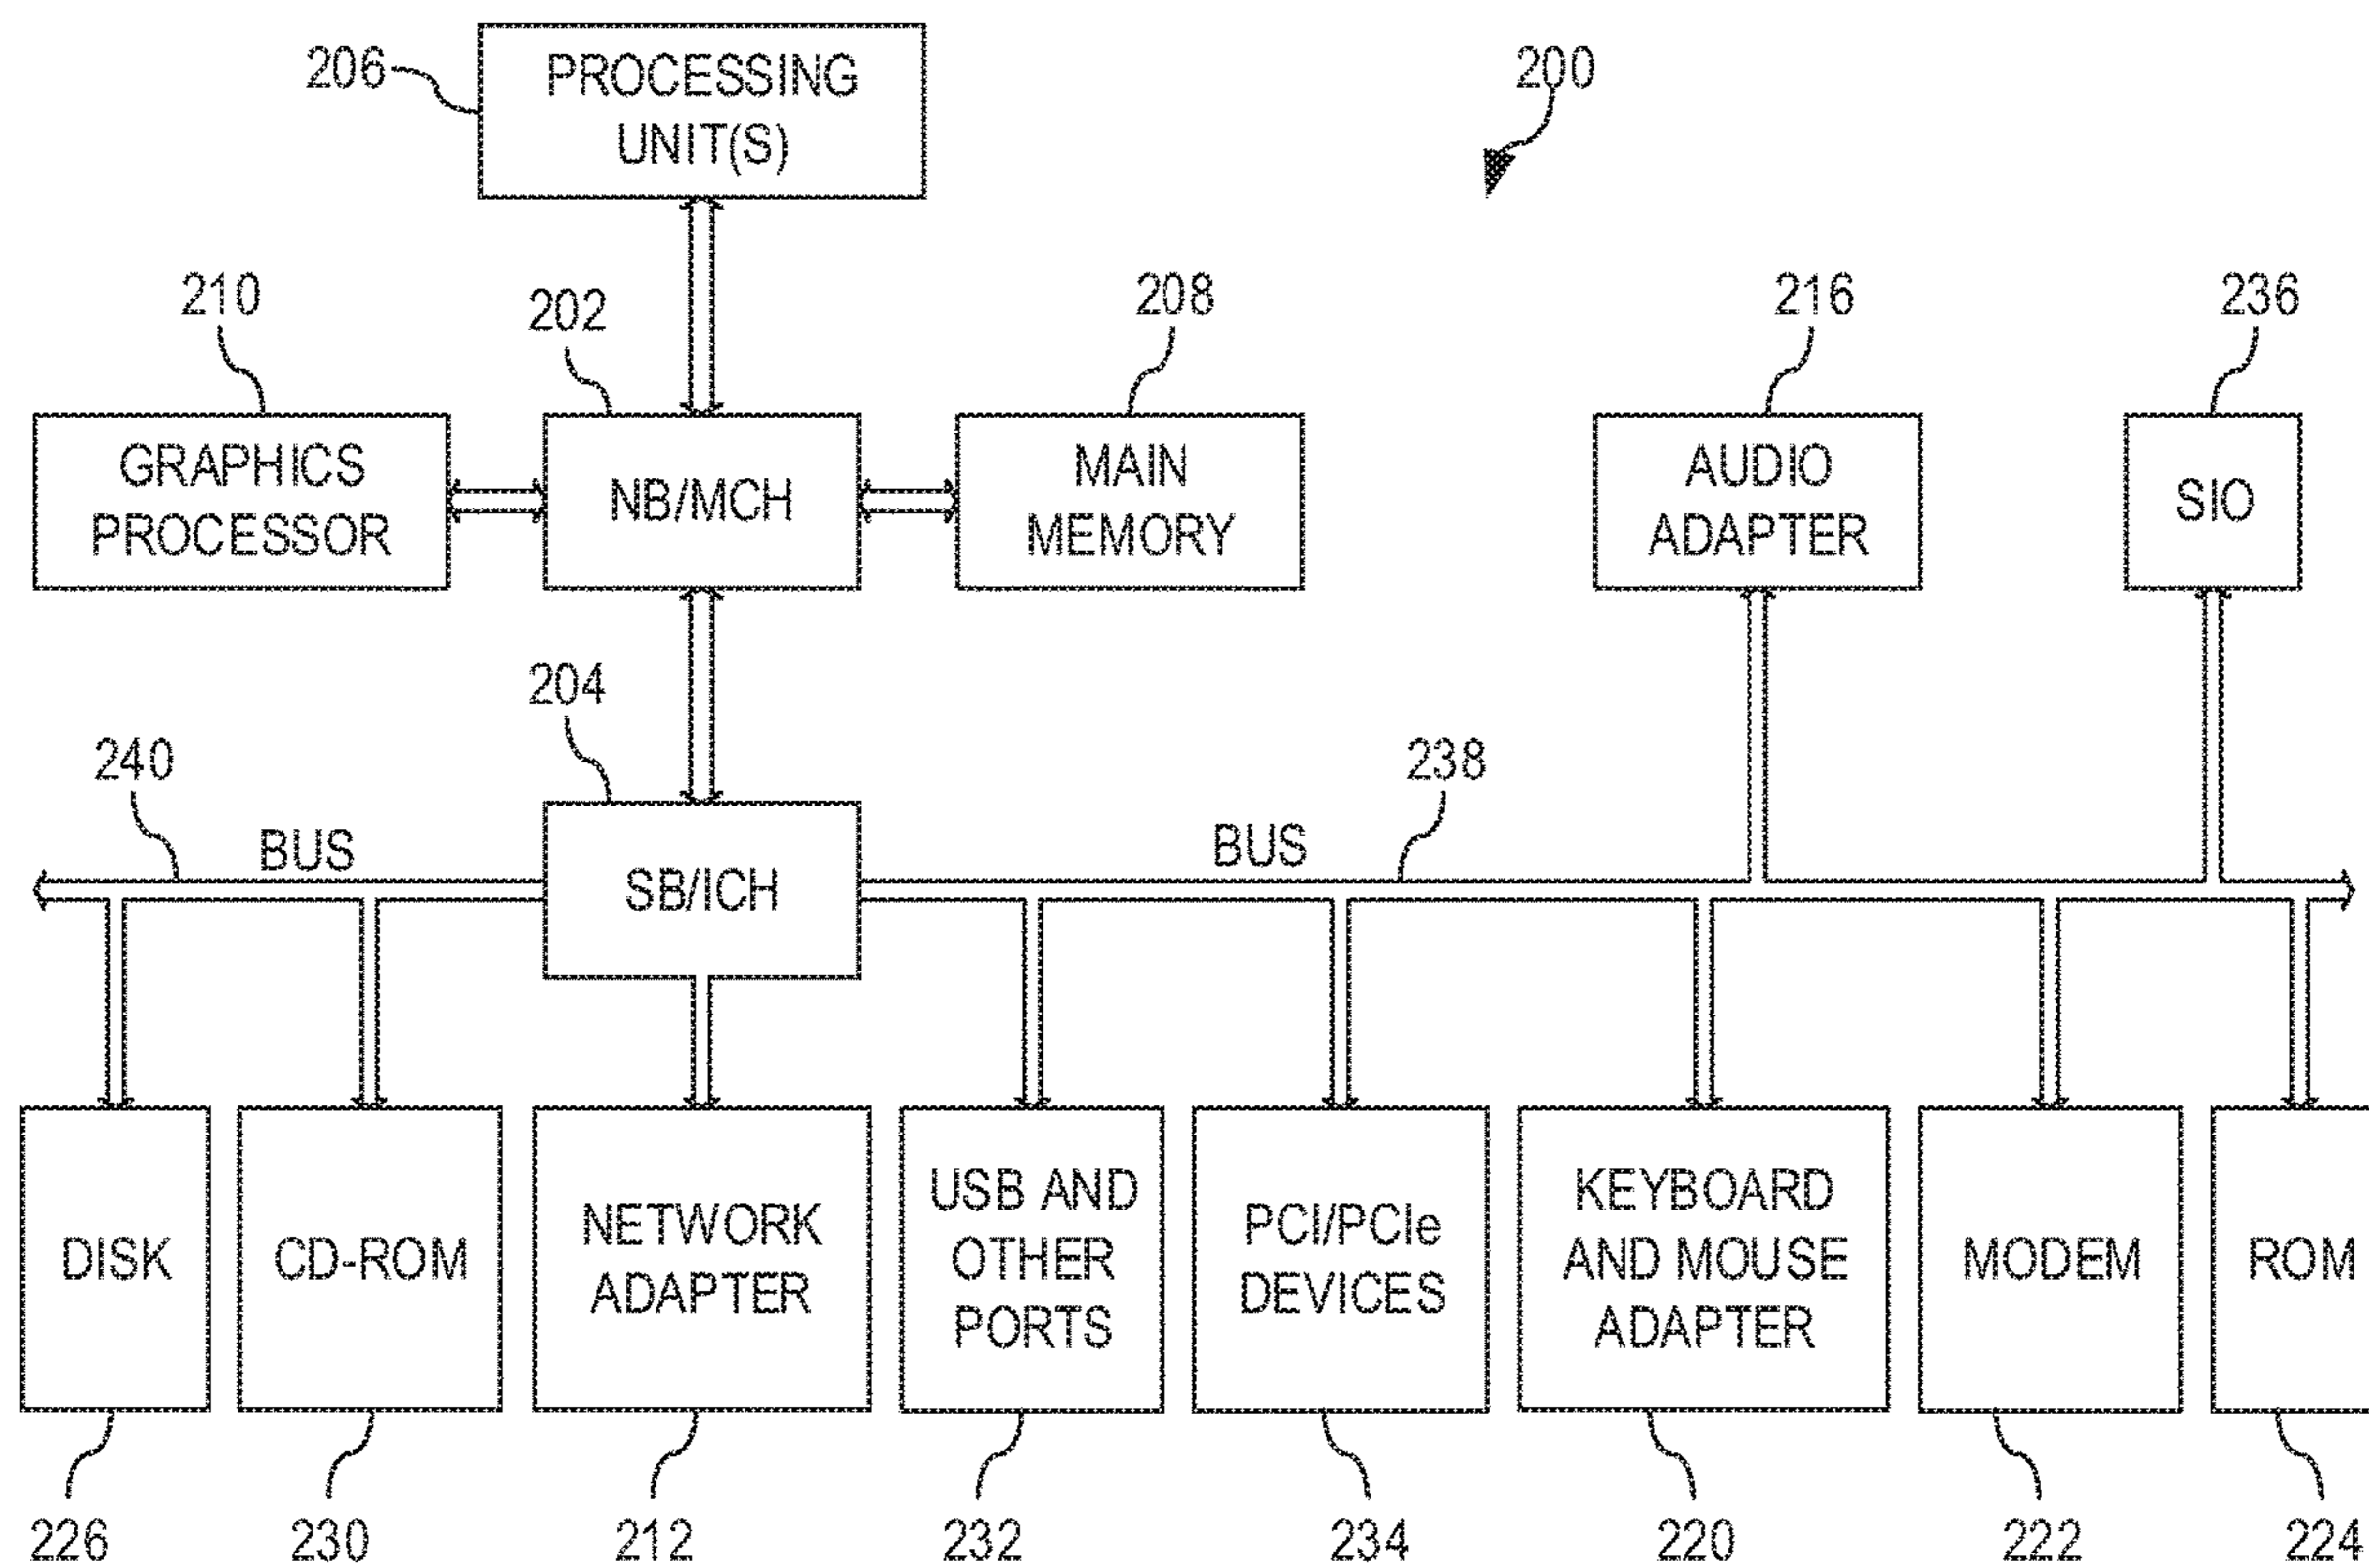 206
PROCESSING
UNIT(S)
200
210
202
208
216
236
GRAPHICS
PROCESSOR
NB/MCH
MAIN
MEMORY
AUDIO
ADAPTER
SIO
204
240
BUS
SB/ICH
BUS
238
DISK
CD-ROM
NETWORK
ADAPTER
USB AND
OTHER
PORTS
PCI/PCIe
DEVICES
KEYBOARD
AND MOUSE
ADAPTER
MODEM
ROM
226
230
212
232
234
220
222
224